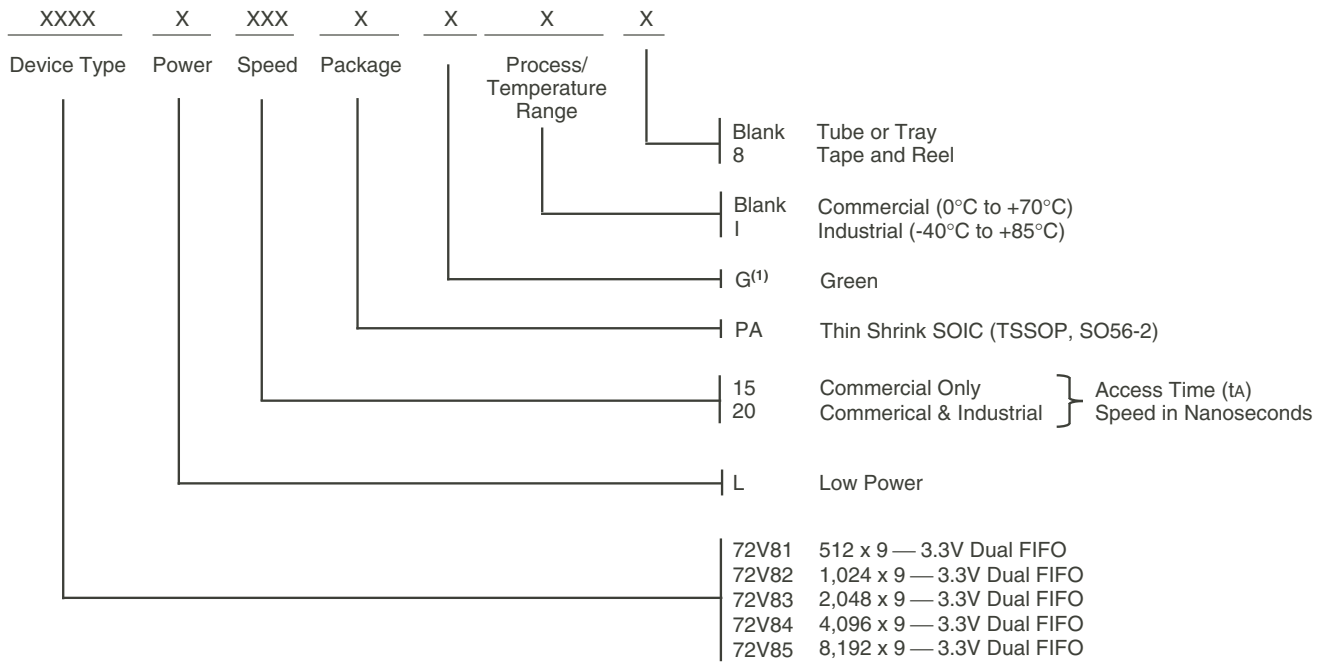 XXXX X XXX X X X X
Device Type Power Speed Package Process/
Temperature
Range
Blank Tube or Tray
8 Tape and Reel
Blank Commercial (0°C to +70°C)
I Industrial (-40°C to +85°C)
G(1) Green
PA Thin Shrink SOIC (TSSOP, SO56-2)
15 Commercial Only Access Time (tA)
20 Commerical & Industrial Speed in Nanoseconds
L Low Power
72V81 512 x 9 — 3.3V Dual FIFO
72V82 1,024 x 9 — 3.3V Dual FIFO
72V83 2,048 x 9 — 3.3V Dual FIFO
72V84 4,096 x 9 — 3.3V Dual FIFO
72V85 8,192 x 9 — 3.3V Dual FIFO